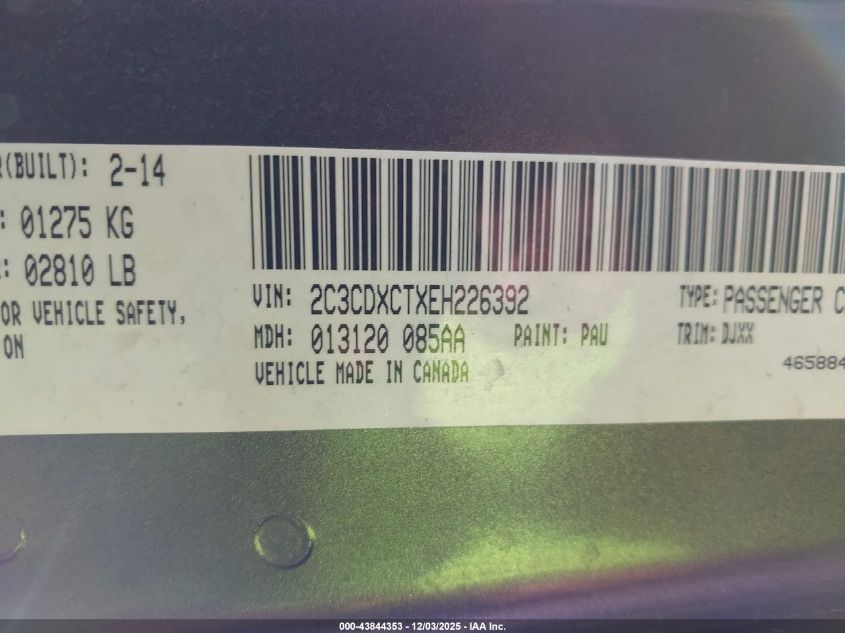 R(BUILT): 2-14
: 01275 KG
: 02810 LB
OR VEHICLE SAFETY,
ON
VIN: 2C3CDXCTXEH226392
MDH: 013120 085AA PAINT: PAU
VEHICLE MADE IN CANADA
TYPE: PASSENGER C
TRIM: DJXX
465884
000-43844353 - 12/03/2025 - IAA Inc.